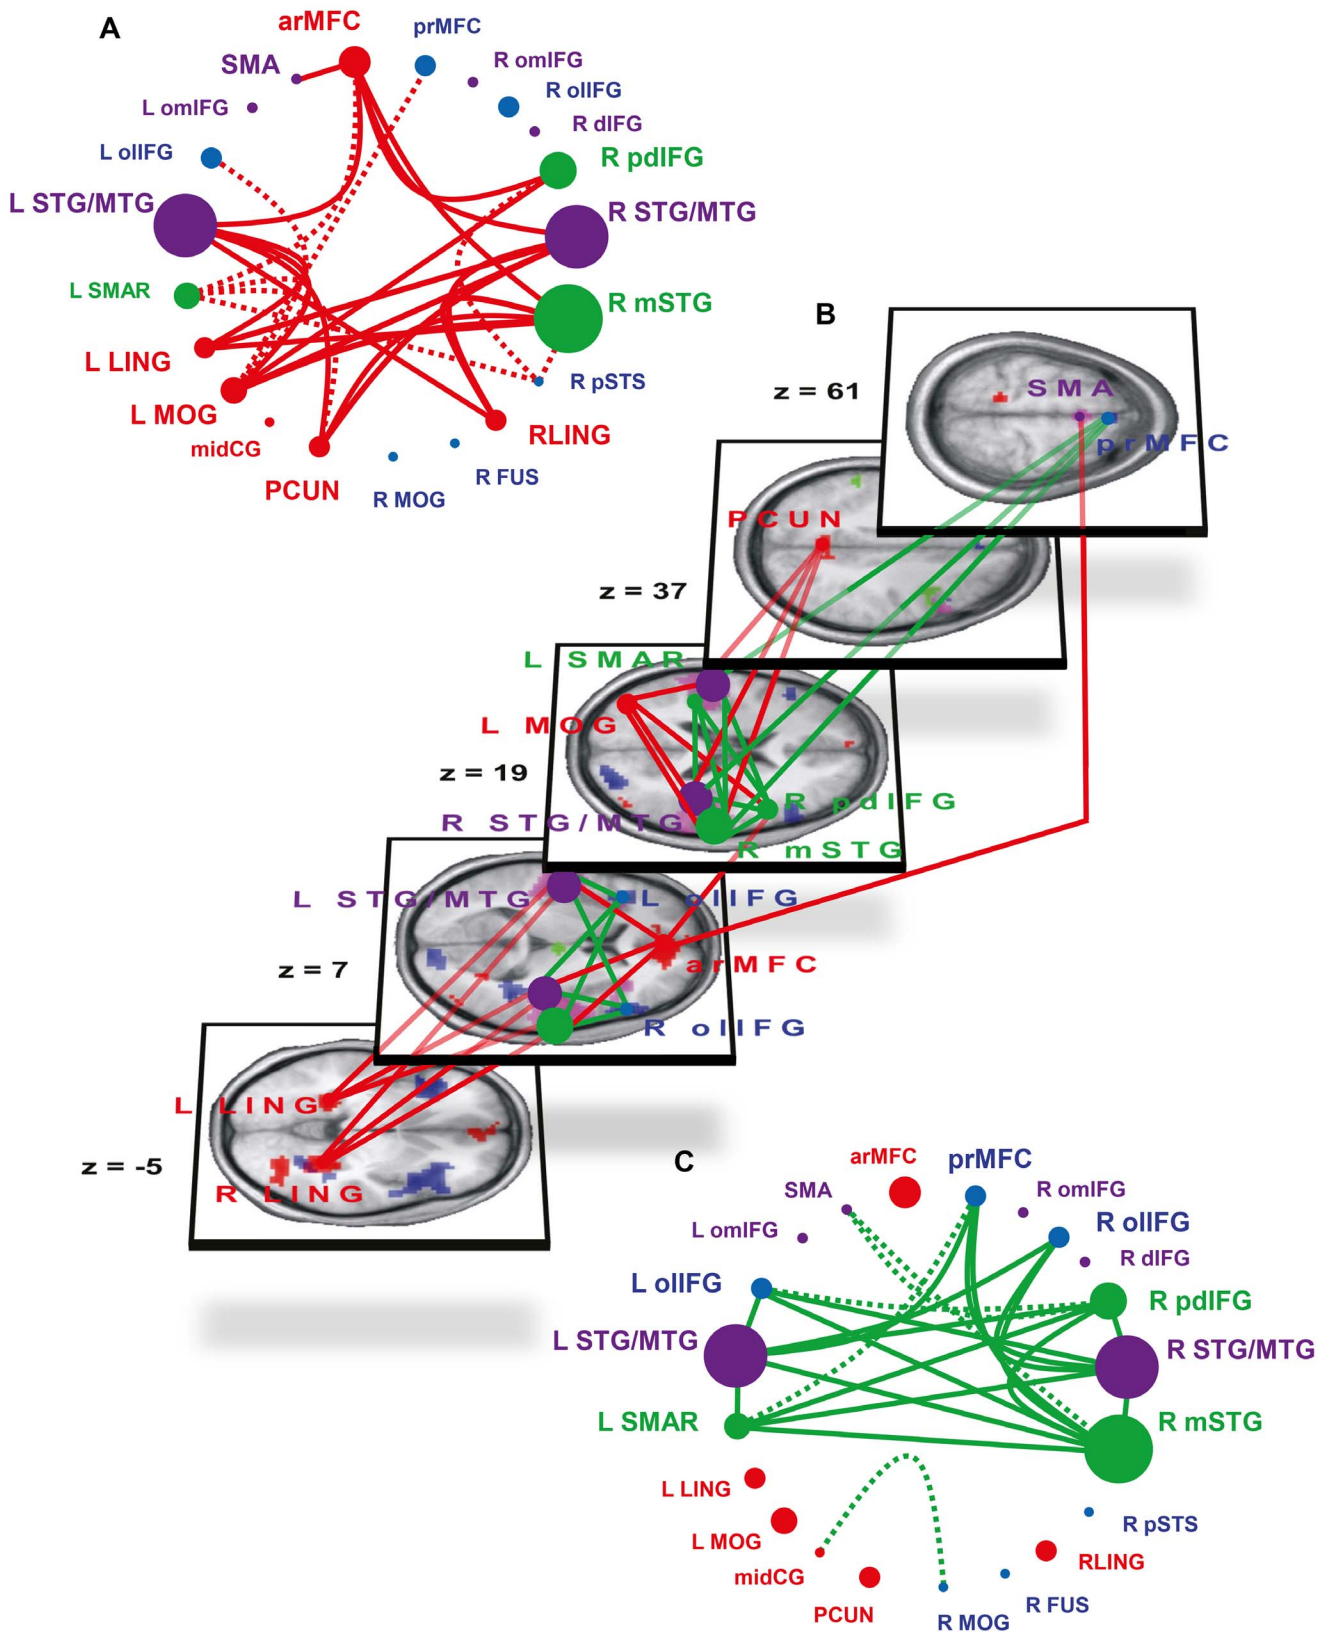 A
arMFC
prMFC
SMA
R omIFG
R olIFG
L omIFG
R dIFG
L olIFG
R pdIFG
L STG/MTG
R STG/MTG
L SMAR
R mSTG
L LING
R pSTS
L MOG
midCG
RLING
PCUN
R FUS
R MOG
B
z = 61
SMA
prMFC
PCUN
z = 37
L SMAR
L MOG
z = 19
R pdIFG
R STG/MTG
R mSTG
L STG/MTG
L olIFG
arMFC
z = 7
R olIFG
L LING
z = -5
R LING
C
arMFC
prMFC
SMA
R omIFG
R olIFG
L omIFG
R dIFG
L olIFG
R pdIFG
L STG/MTG
R STG/MTG
L SMAR
R mSTG
L LING
R pSTS
L MOG
RLING
midCG
PCUN
R FUS
R MOG